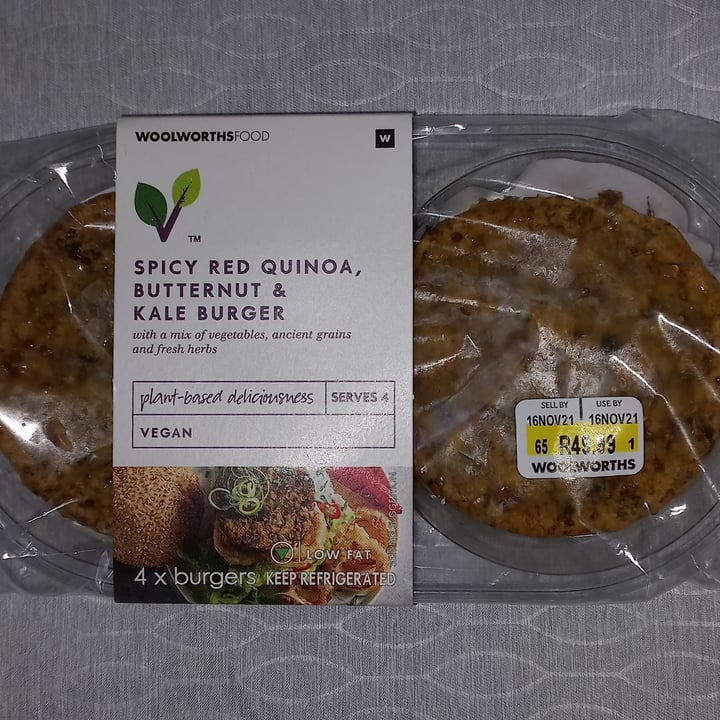 WOOLWORTHSFOOD
W
TM
SPICY RED QUINOA,
BUTTERNUT &
KALE BURGER
with a mix of vegetables, ancient grains
and fresh herbs
plant-based deliciousness
SERVES 4
VEGAN
LOW FAT
4 x burgers KEEP REFRIGERATED
SELL BY USE BY
16NOV21 16NOV21
65 R49.99 1
WOOLWORTHS